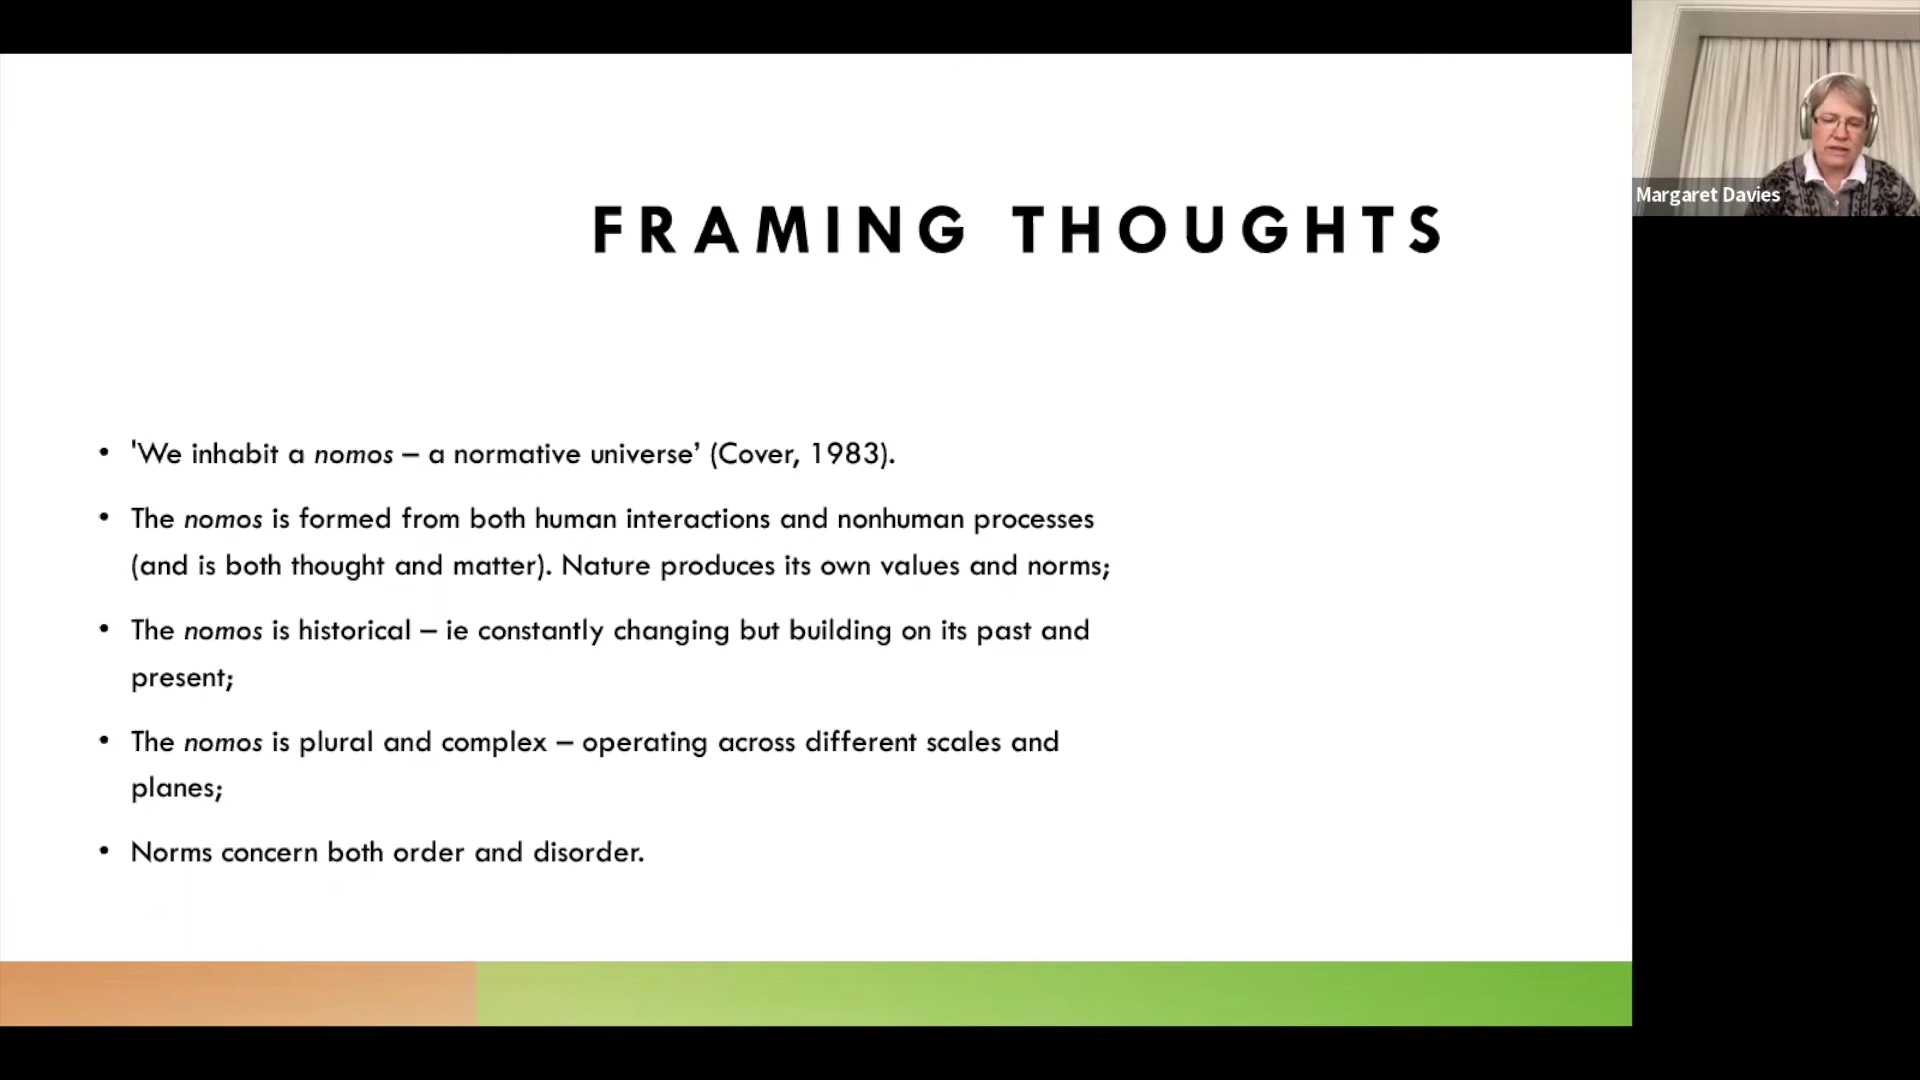 FRAMING THOUGHTS
Margaret Davies
• 'We inhabit a nomos – a normative universe’ (Cover, 1983).
• The nomos is formed from both human interactions and nonhuman processes
(and is both thought and matter). Nature produces its own values and norms;
• The nomos is historical – ie constantly changing but building on its past and
present;
• The nomos is plural and complex – operating across different scales and
planes;
• Norms concern both order and disorder.